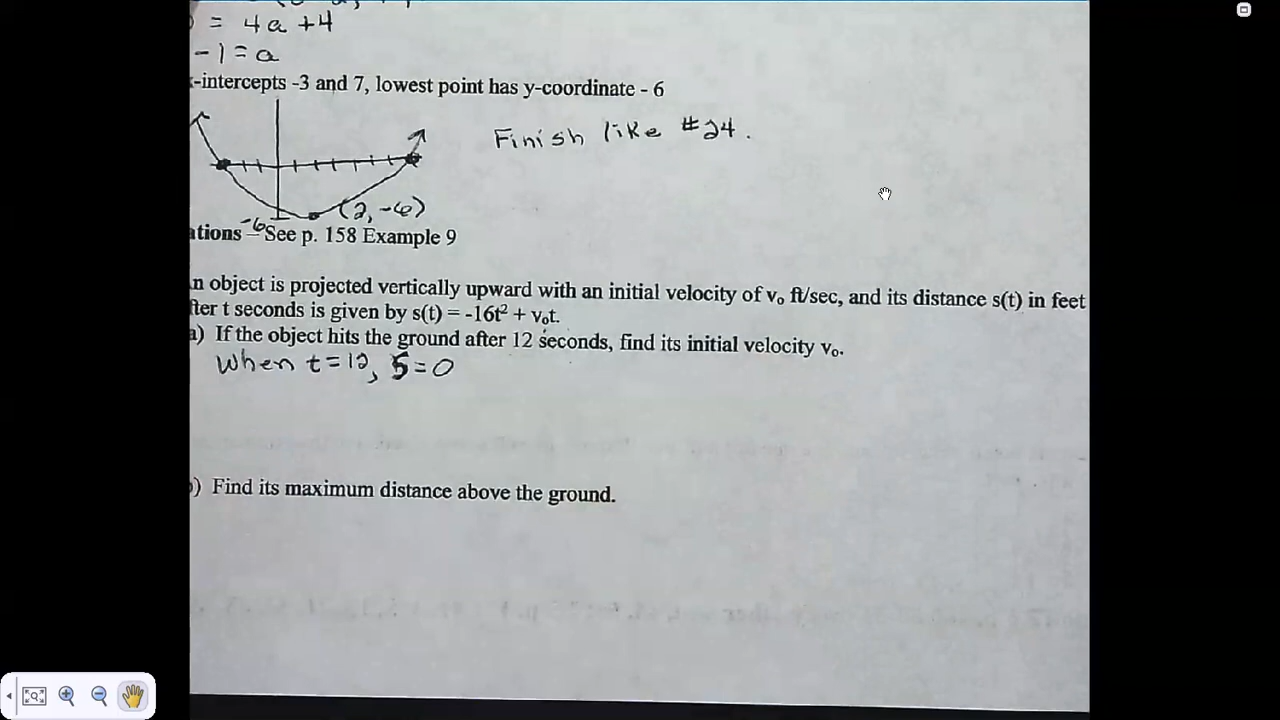 = 4a + 4
-1 = a
x-intercepts -3 and 7, lowest point has y-coordinate - 6
Finish like #24.
(2, -6)
-6
ations - See p. 158 Example 9
n object is projected vertically upward with an initial velocity of v₀ ft/sec, and its distance s(t) in feet
fter t seconds is given by s(t) = -16t² + v₀t.
a) If the object hits the ground after 12 seconds, find its initial velocity v₀.
When t = 12, s = 0
) Find its maximum distance above the ground.